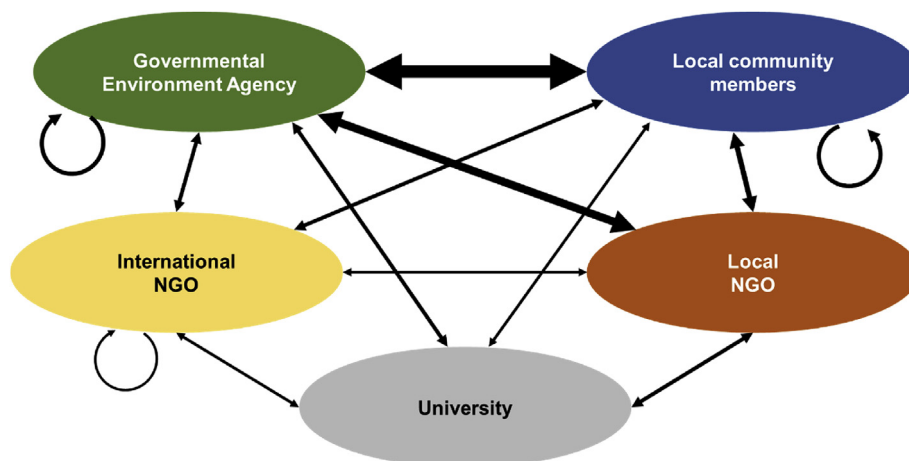 Governmental
Environment Agency
Local community
members
International
NGO
Local
NGO
University